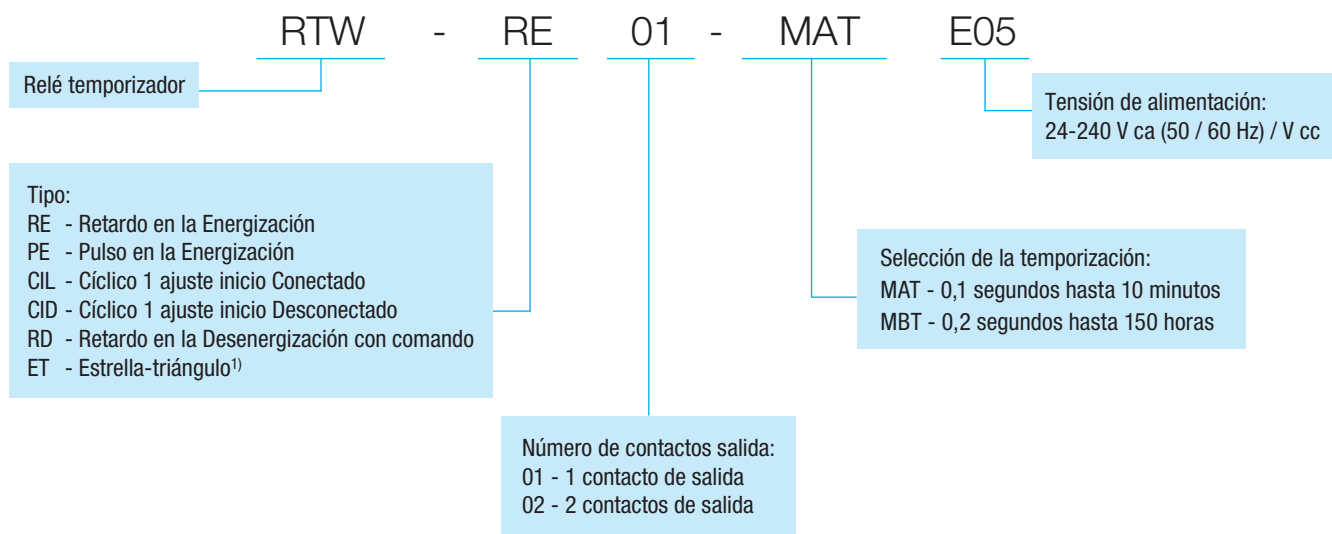 RTW - RE 01 - MAT E05
Relé temporizador
Tensión de alimentación:
24-240 V ca (50 / 60 Hz) / V cc
Tipo:
RE - Retardo en la Energización
PE - Pulso en la Energización
CIL - Cíclico 1 ajuste inicio Conectado
CID - Cíclico 1 ajuste inicio Desconectado
RD - Retardo en la Desenergización con comando
ET - Estrella-triángulo1)
Selección de la temporización:
MAT - 0,1 segundos hasta 10 minutos
MBT - 0,2 segundos hasta 150 horas
Número de contactos salida:
01 - 1 contacto de salida
02 - 2 contactos de salida